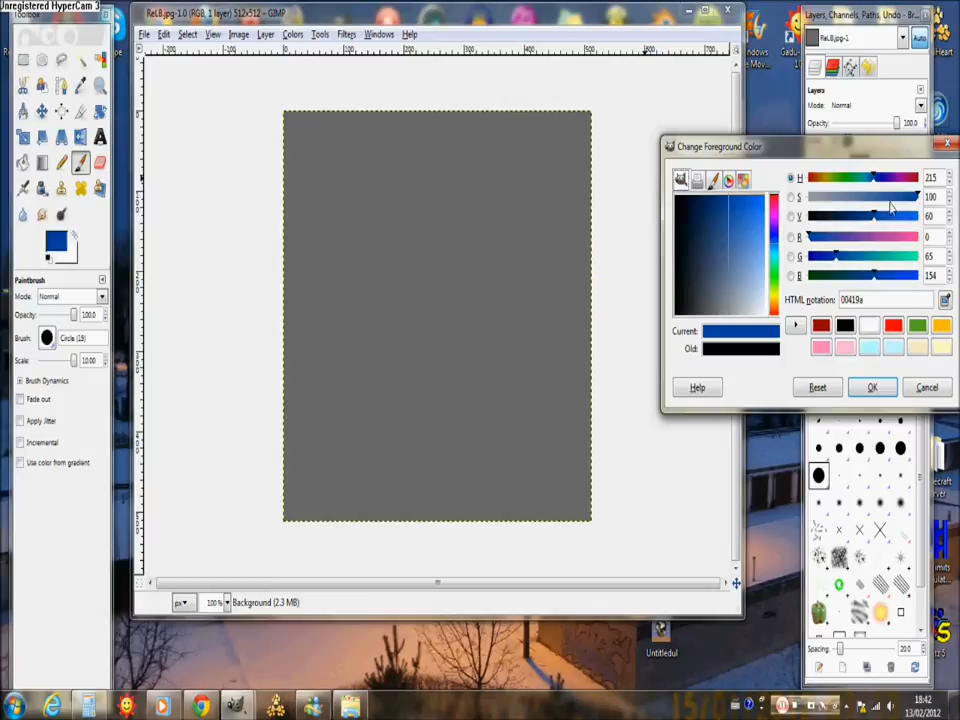 Unregistered HyperCam 3
Toolbox
ReLB.jpg-1.0 (RGB, 1 layer) 512x512 - GIMP
Layers, Channels, Paths, Undo - Br...
File Edit Select View Image Layer Colors Tools Filters Windows Help
ReLB.jpg-1
Auto
Layers
Mode: Normal
Opacity: 100.0
Change Foreground Color
H 215
S 100
V 60
R 0
G 65
B 154
HTML notation: 00419a
Current:
Old:
Help Reset OK Cancel
Paintbrush
Mode: Normal
Opacity: 100.0
Brush: Circle (19)
Scale: 10.00
Brush Dynamics
Fade out
Apply Jitter
Incremental
Use color from gradient
px 100 % Background (2.3 MB)
Untitledul
Spacing: 20.0
18:42
13/02/2012